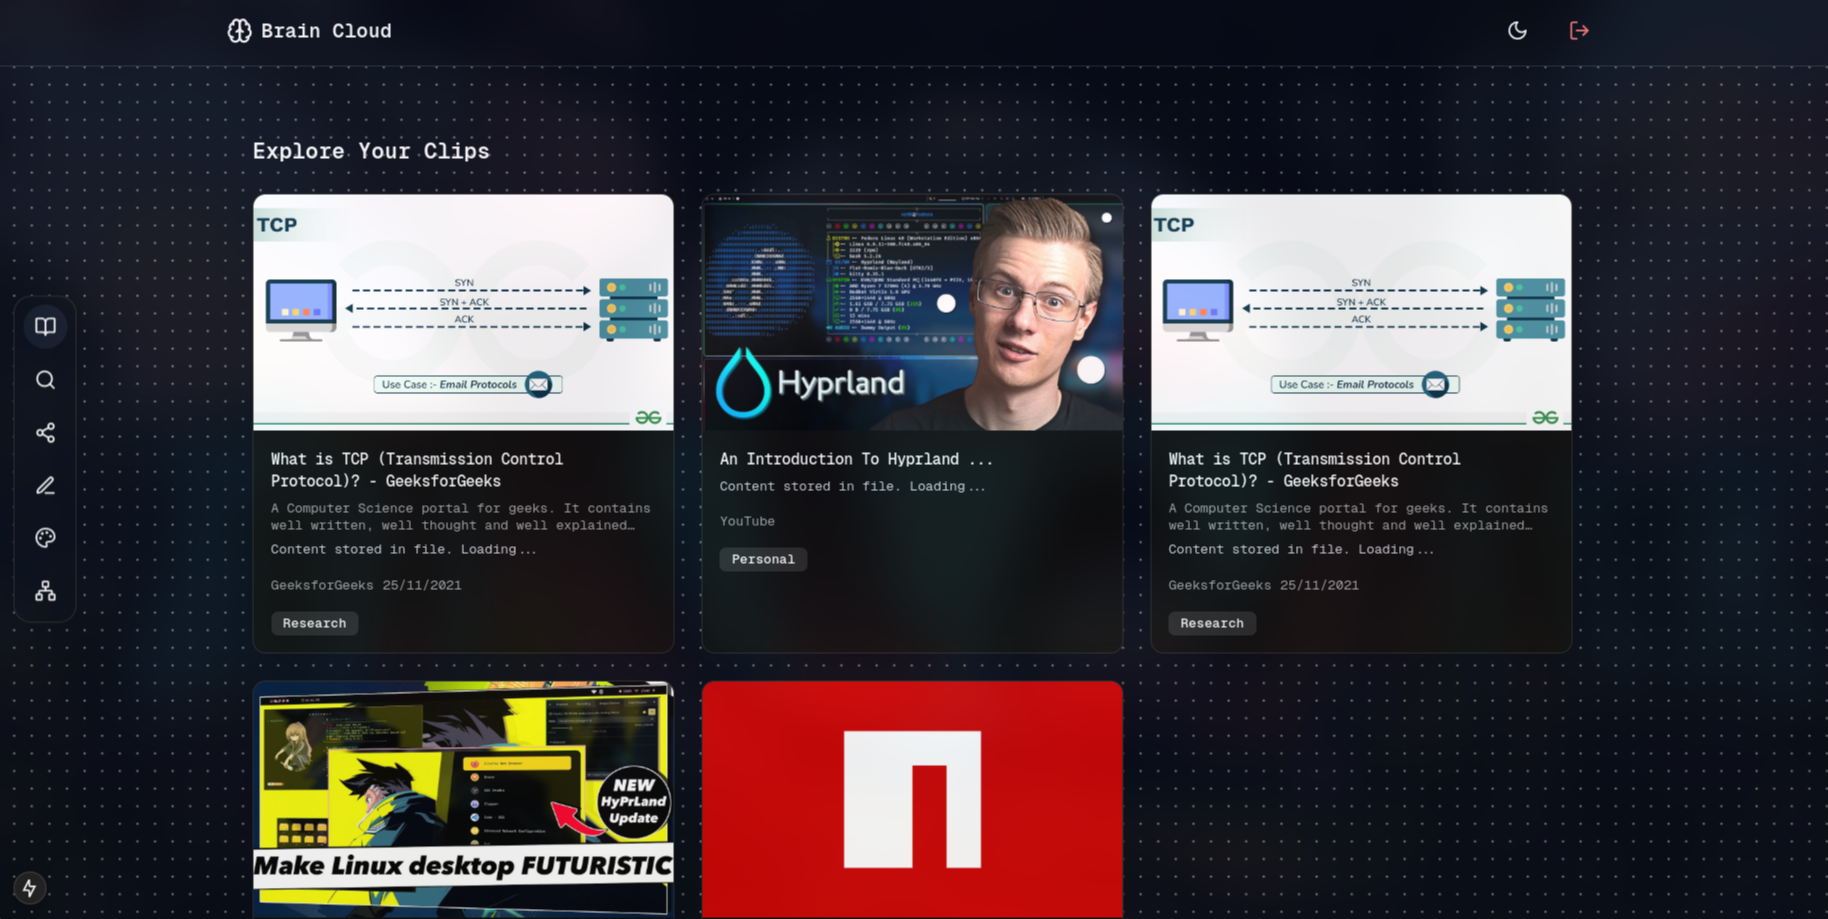 Brain Cloud
Explore Your Clips
TCP
SYN
SYN + ACK
ACK
Use Case :- Email Protocols
What is TCP (Transmission Control
Protocol)? - GeeksforGeeks
A Computer Science portal for geeks. It contains
well written, well thought and well explained…
Content stored in file. Loading...
GeeksforGeeks 25/11/2021
Research
Hyprland
An Introduction To Hyprland ...
Content stored in file. Loading...
YouTube
Personal
TCP
SYN
SYN + ACK
ACK
Use Case :- Email Protocols
What is TCP (Transmission Control
Protocol)? - GeeksforGeeks
A Computer Science portal for geeks. It contains
well written, well thought and well explained…
Content stored in file. Loading...
GeeksforGeeks 25/11/2021
Research
NEW
HyPrLand
Update
Make Linux desktop FUTURISTIC